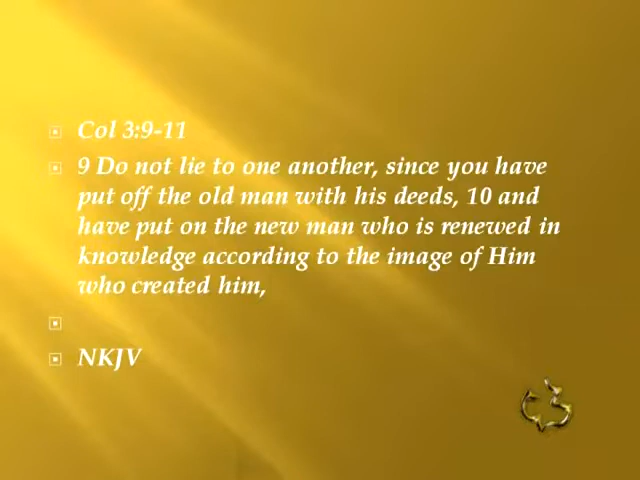 Col 3:9-11
9 Do not lie to one another, since you have
put off the old man with his deeds, 10 and
have put on the new man who is renewed in
knowledge according to the image of Him
who created him,
NKJV